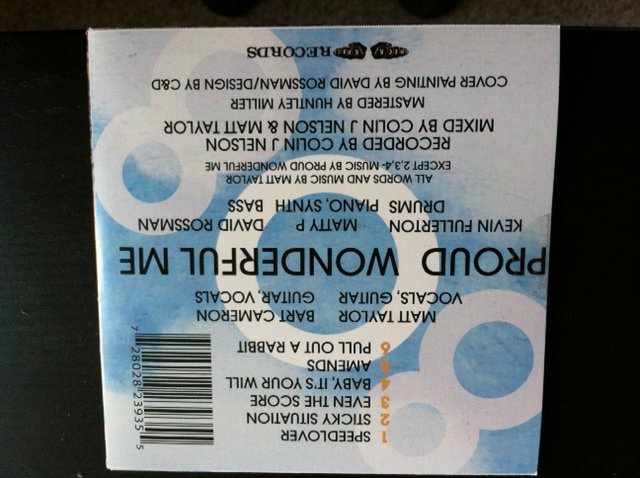 1 SPEEDLOVER
2 STICKY SITUATION
3 EVEN THE SCORE
4 BABY, IT'S YOUR WILL
5 AMENDS
6 PULL OUT A RABBIT
7 28028 23935 5
MATT TAYLOR BART CAMERON
VOCALS, GUITAR GUITAR, VOCALS
PROUD WONDERFUL ME
KEVIN FULLERTON MATTY P DAVID ROSSMAN
DRUMS PIANO, SYNTH BASS
ALL WORDS AND MUSIC BY MATT TAYLOR
EXCEPT 2,3,4- MUSIC BY PROUD WONDERFUL ME
RECORDED BY COLIN J NELSON
MIXED BY COLIN J NELSON & MATT TAYLOR
MASTERED BY HUNTLEY MILLER
COVER PAINTING BY DAVID ROSSMAN/DESIGN BY C&D
RECORDS